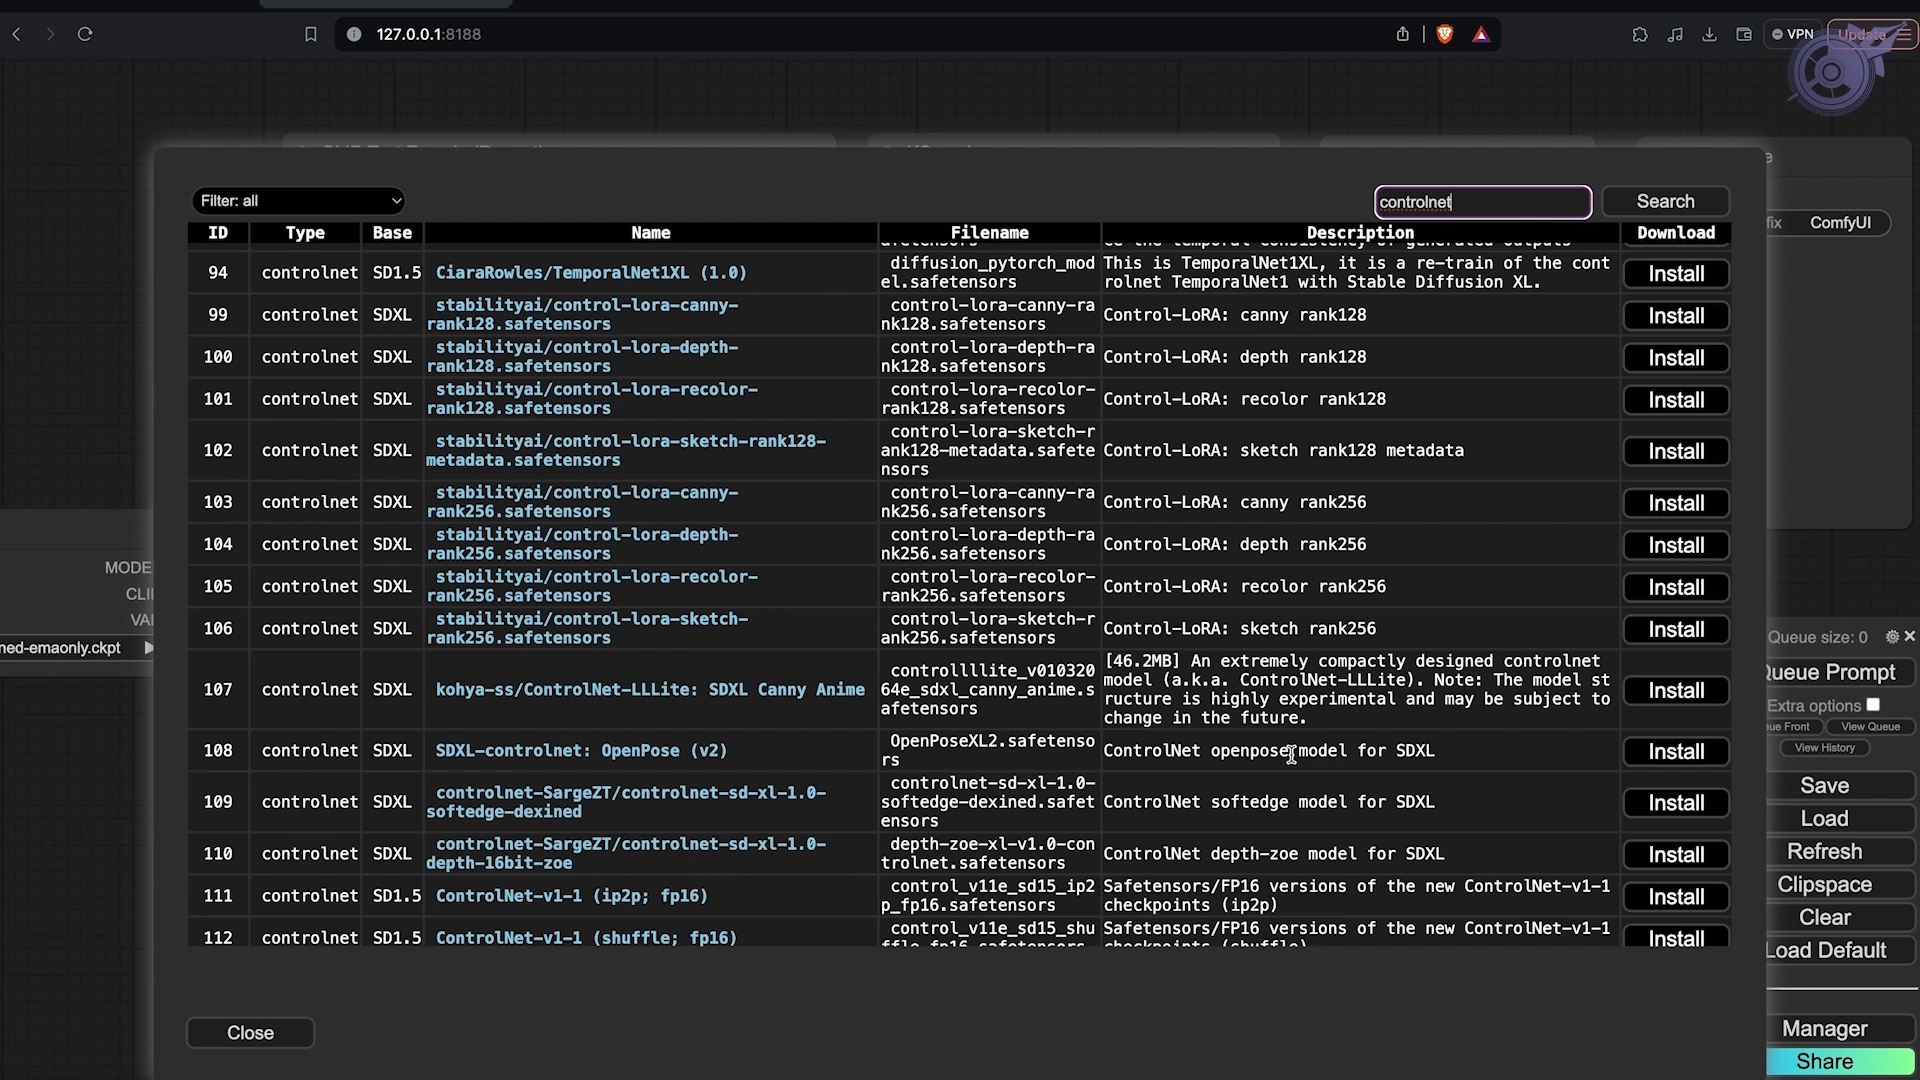 127.0.0.1:8188
VPN
Update
Filter: all
controlnet
Search
fix ComfyUI
ID Type Base Name Filename Description Download
94 controlnet SD1.5 CiaraRowles/TemporalNet1XL (1.0) diffusion_pytorch_mod This is TemporalNet1XL, it is a re-train of the cont Install
el.safetensors rolnet TemporalNet1 with Stable Diffusion XL.
99 controlnet SDXL stabilityai/control-lora-canny- control-lora-canny-ra Control-LoRA: canny rank128 Install
rank128.safetensors nk128.safetensors
100 controlnet SDXL stabilityai/control-lora-depth- control-lora-depth-ra Control-LoRA: depth rank128 Install
rank128.safetensors nk128.safetensors
101 controlnet SDXL stabilityai/control-lora-recolor- control-lora-recolor- Control-LoRA: recolor rank128 Install
rank128.safetensors rank128.safetensors
102 controlnet SDXL stabilityai/control-lora-sketch-rank128- control-lora-sketch-r Control-LoRA: sketch rank128 metadata Install
metadata.safetensors ank128-metadata.safete
nsors
103 controlnet SDXL stabilityai/control-lora-canny- control-lora-canny-ra Control-LoRA: canny rank256 Install
rank256.safetensors nk256.safetensors
104 controlnet SDXL stabilityai/control-lora-depth- control-lora-depth-ra Control-LoRA: depth rank256 Install
rank256.safetensors nk256.safetensors
105 controlnet SDXL stabilityai/control-lora-recolor- control-lora-recolor- Control-LoRA: recolor rank256 Install
rank256.safetensors rank256.safetensors
106 controlnet SDXL stabilityai/control-lora-sketch- control-lora-sketch-r Control-LoRA: sketch rank256 Install
rank256.safetensors ank256.safetensors
107 controlnet SDXL kohya-ss/ControlNet-LLLite: SDXL Canny Anime controllllite_v010320 [46.2MB] An extremely compactly designed controlnet Install
64e_sdxl_canny_anime.s model (a.k.a. ControlNet-LLLite). Note: The model st
afetensors ructure is highly experimental and may be subject to
change in the future.
108 controlnet SDXL SDXL-controlnet: OpenPose (v2) OpenPoseXL2.safetenso ControlNet openpose model for SDXL Install
rs
109 controlnet SDXL controlnet-SargeZT/controlnet-sd-xl-1.0- controlnet-sd-xl-1.0- ControlNet softedge model for SDXL Install
softedge-dexined softedge-dexined.safet
ensors
110 controlnet SDXL controlnet-SargeZT/controlnet-sd-xl-1.0- depth-zoe-xl-v1.0-con ControlNet depth-zoe model for SDXL Install
depth-16bit-zoe trolnet.safetensors
111 controlnet SD1.5 ControlNet-v1-1 (ip2p; fp16) control_v11e_sd15_ip2 Safetensors/FP16 versions of the new ControlNet-v1-1 Install
p_fp16.safetensors checkpoints (ip2p)
112 controlnet SD1.5 ControlNet-v1-1 (shuffle; fp16) control_v11e_sd15_shu Safetensors/FP16 versions of the new ControlNet-v1-1 Install
MODE
CLI
VA
ned-emaonly.ckpt
Queue size: 0
Queue Prompt
Extra options
ue Front View Queue
View History
Save
Load
Refresh
Clipspace
Clear
Load Default
Manager
Share
Close